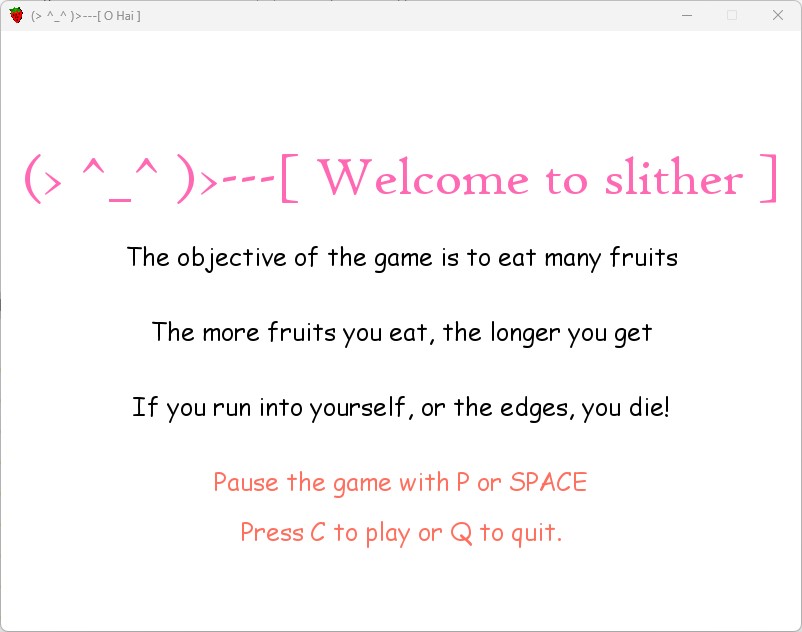 (> ^_^ )>---[ O Hai ]
(> ^_^ )>---[ Welcome to slither ]
The objective of the game is to eat many fruits
The more fruits you eat, the longer you get
If you run into yourself, or the edges, you die!
Pause the game with P or SPACE
Press C to play or Q to quit.